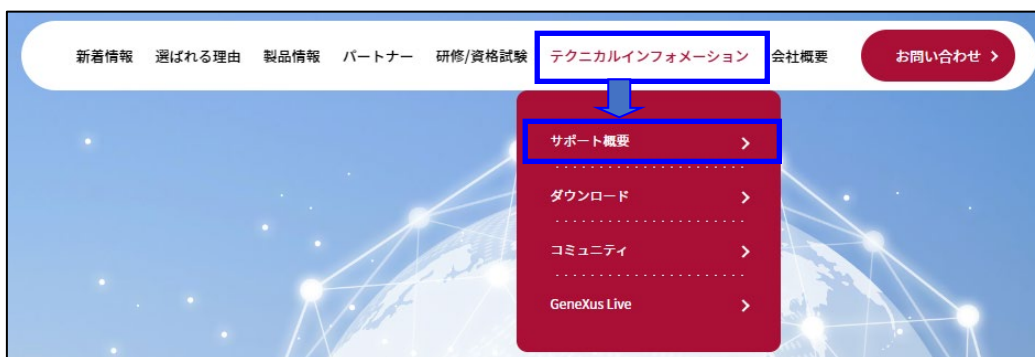 新着情報 選ばれる理由 製品情報 パートナー 研修/資格試験 テクニカルインフォメーション 会社概要 お問い合わせ
サポート概要
ダウンロード
コミュニティ
GeneXus Live